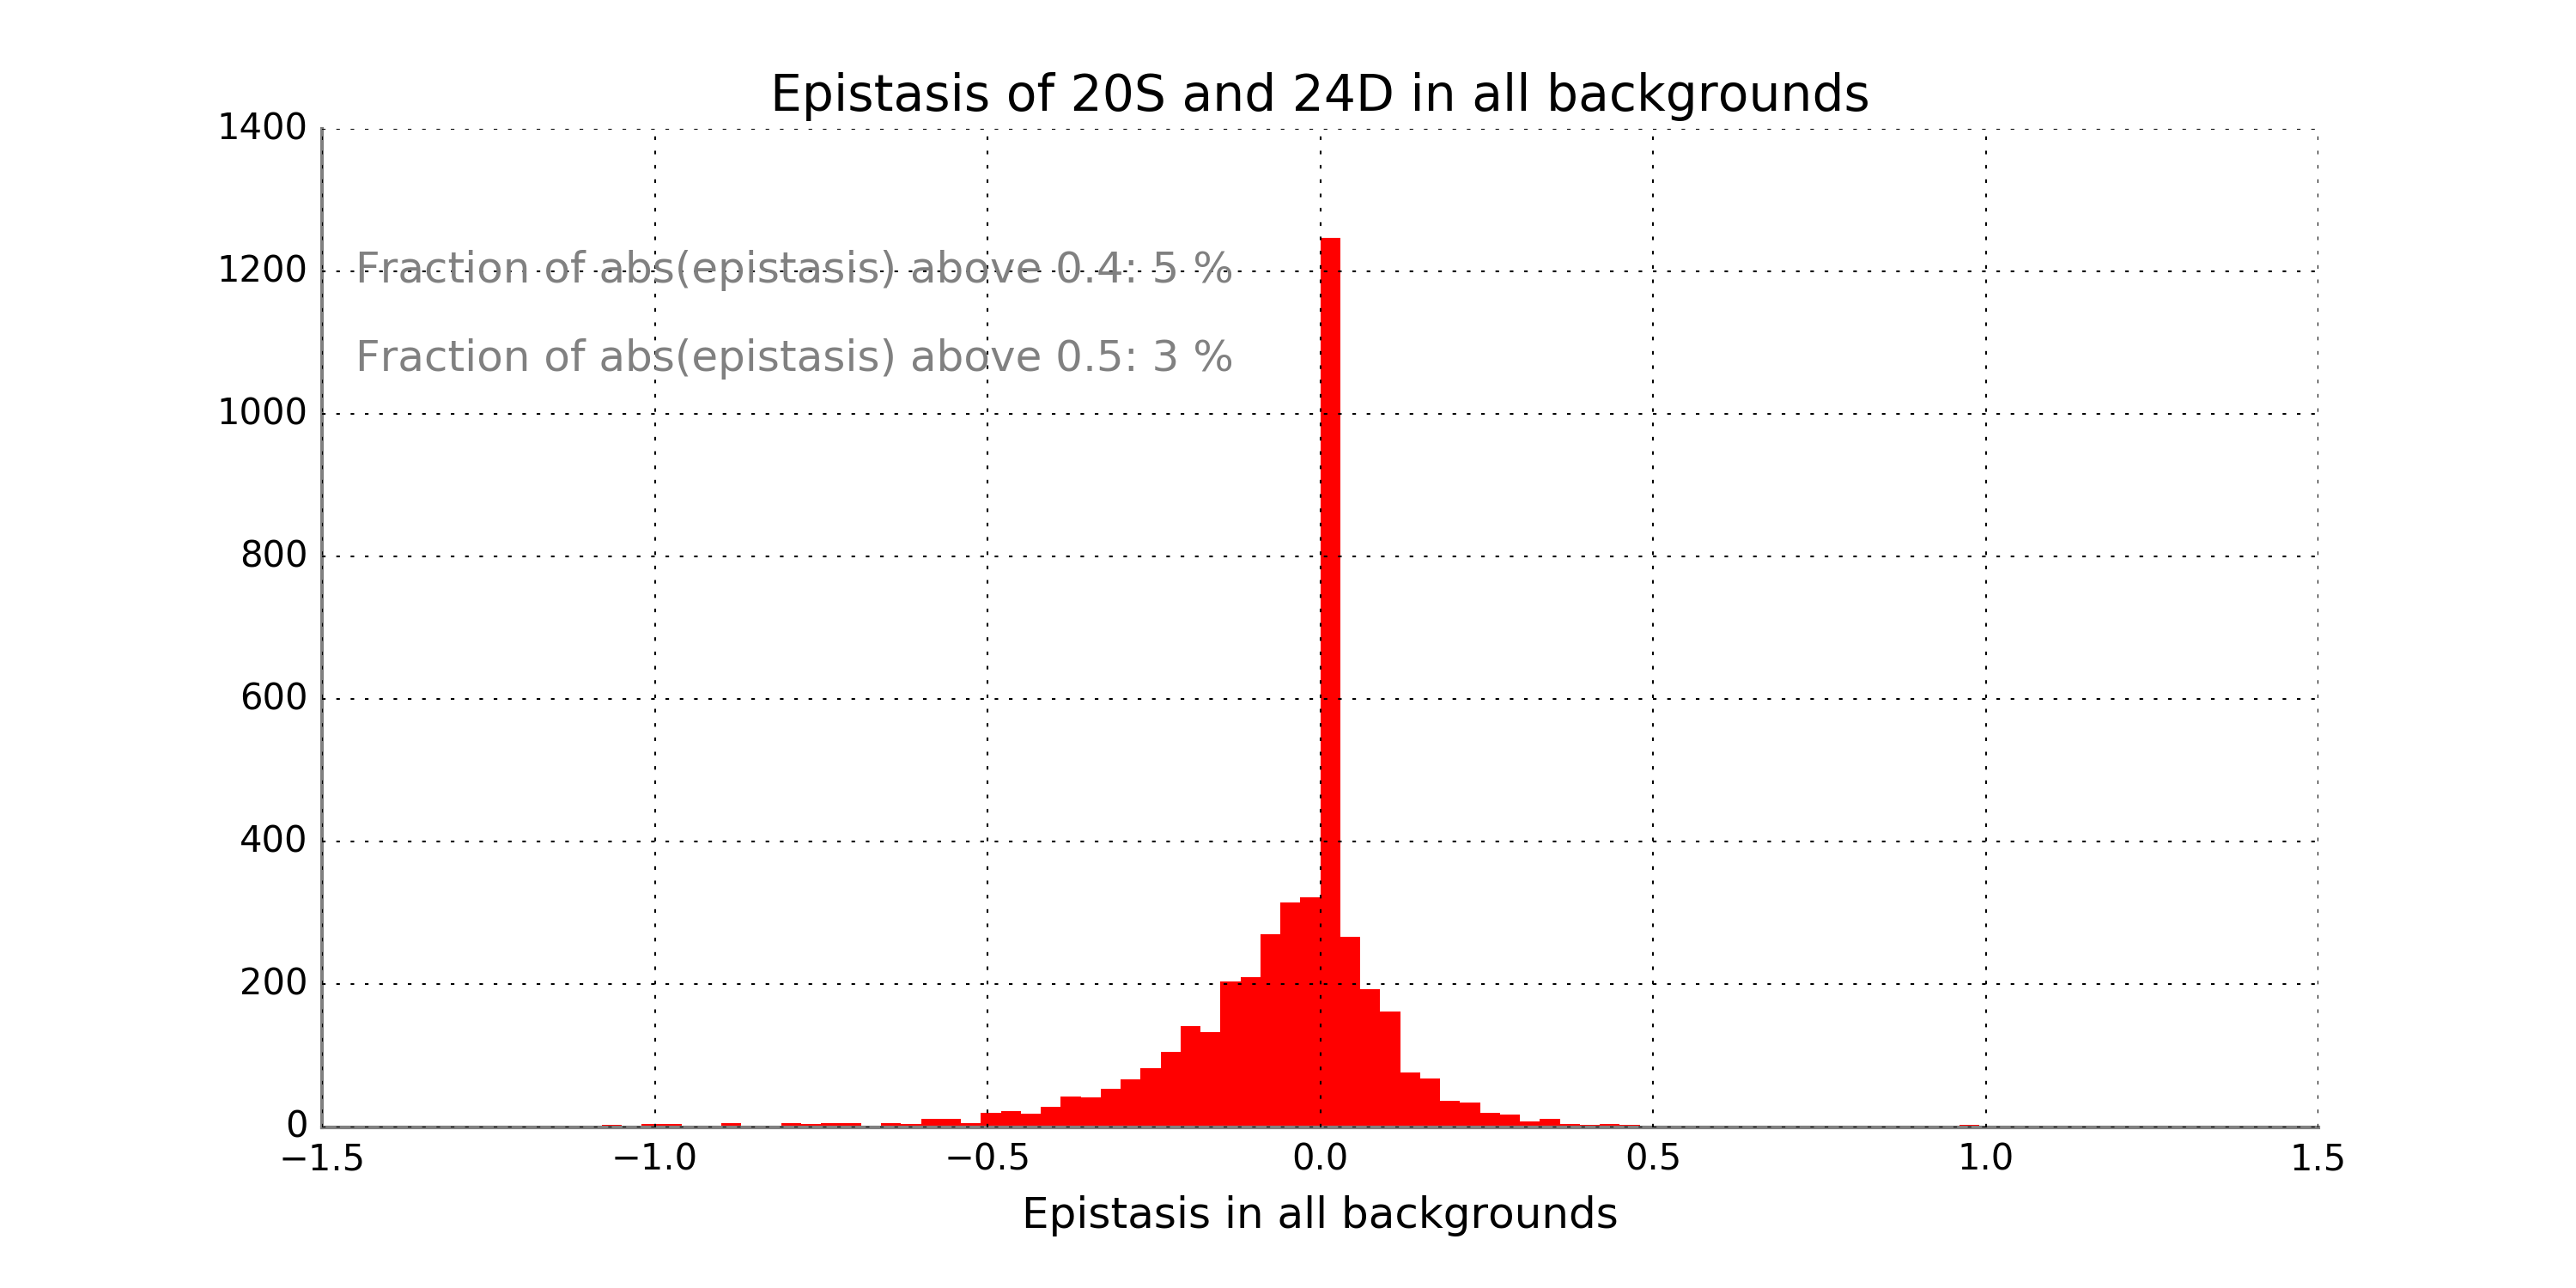 Epistasis of 20S and 24D in all backgrounds
1400
1200
1000
800
600
400
200
0
Fraction of abs(epistasis) above 0.4: 5 %
Fraction of abs(epistasis) above 0.5: 3 %
−1.5 −1.0 −0.5 0.0 0.5 1.0 1.5
Epistasis in all backgrounds